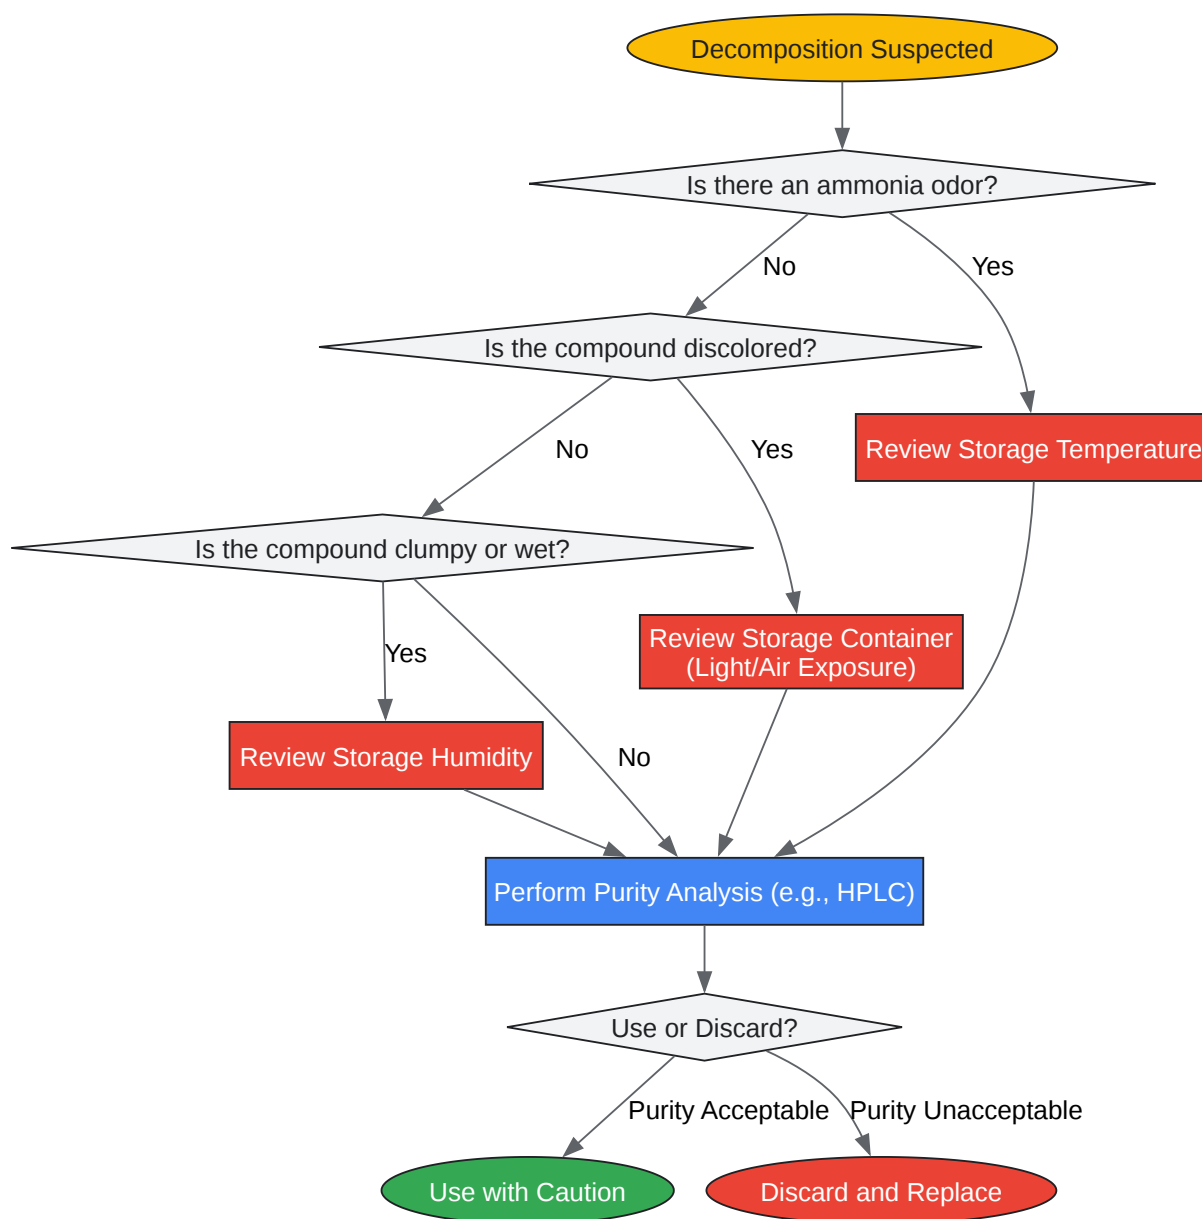 Decomposition Suspected
Is there an ammonia odor?
No
Yes
Is the compound discolored?
No
Yes
Review Storage Temperature
Is the compound clumpy or wet?
Yes
Review Storage Container
(Light/Air Exposure)
Review Storage Humidity
No
Perform Purity Analysis (e.g., HPLC)
Use or Discard?
Purity Acceptable
Purity Unacceptable
Use with Caution
Discard and Replace